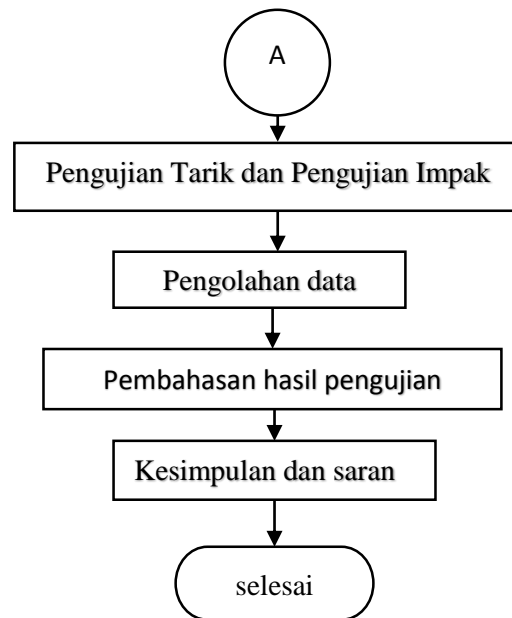 A
Pengujian Tarik dan Pengujian Impak
Pengolahan data
Pembahasan hasil pengujian
Kesimpulan dan saran
selesai